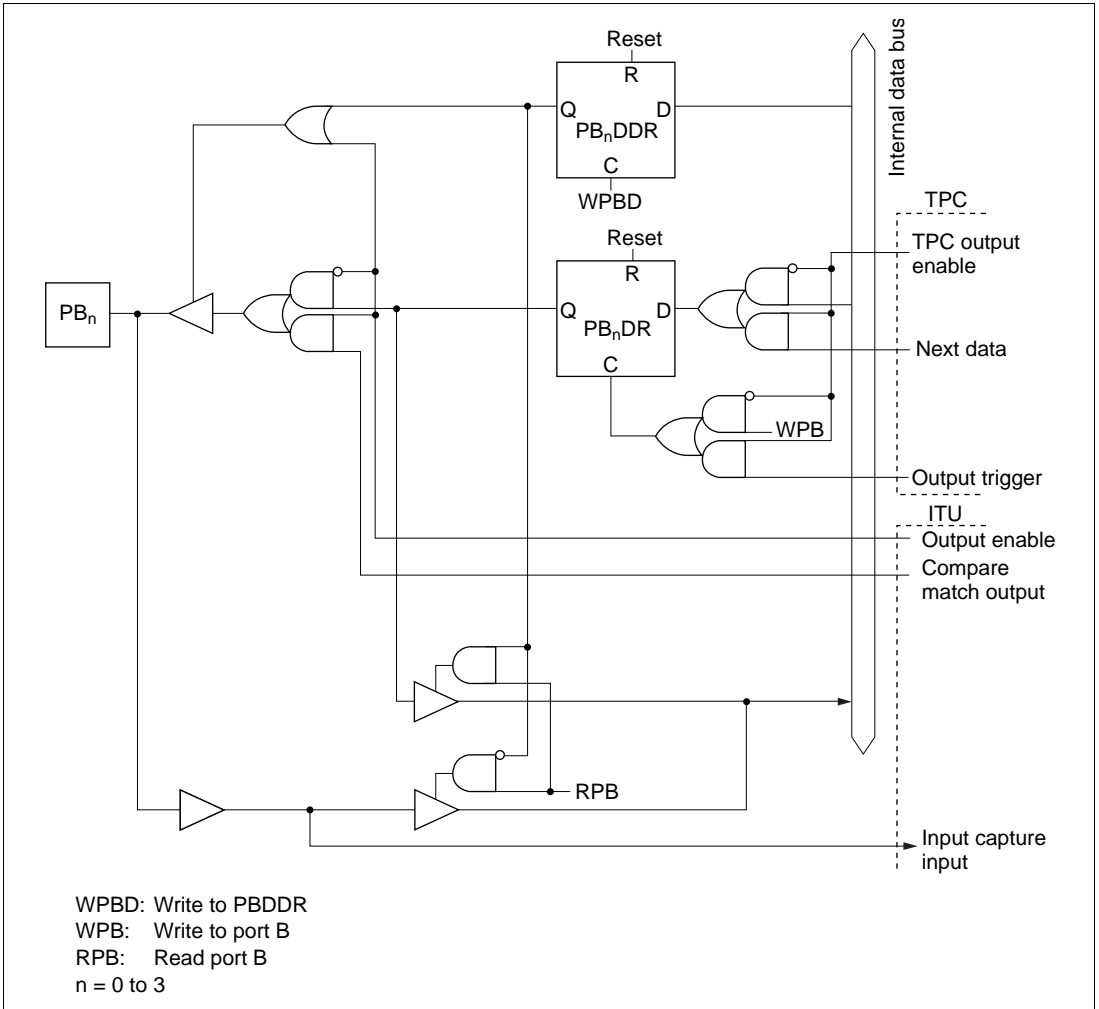 Reset
R
Q
D
PBnDDR
C
WPBD
Internal data bus
TPC
TPC output
enable
Reset
R
Q
D
PBnDR
C
PBn
Next data
WPB
Output trigger
ITU
Output enable
Compare
match output
RPB
Input capture
input
WPBD: Write to PBDDR
WPB: Write to port B
RPB: Read port B
n = 0 to 3